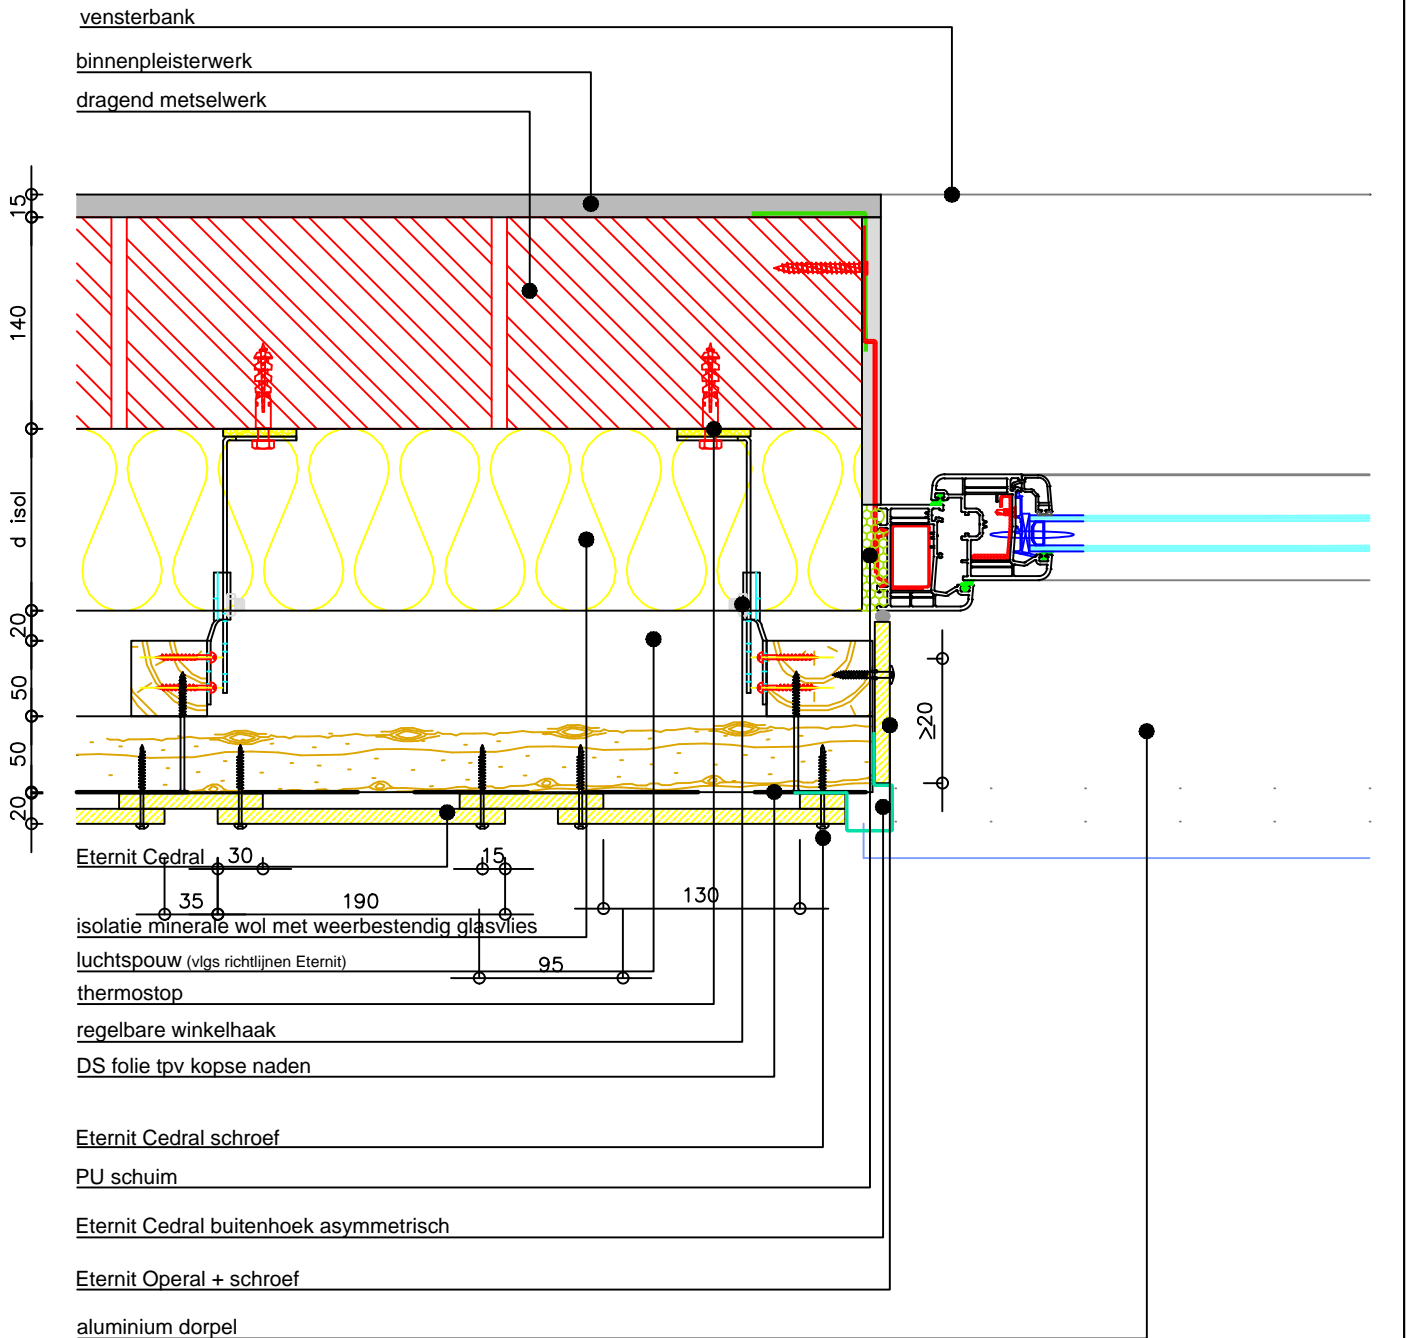 vensterbank
binnenpleisterwerk
dragend metselwerk
15
140
d isol
20
50
50
20
≥20
Eternit Cedral
30
15
35
190
130
isolatie minerale wol met weerbestendig glasvlies
luchtspouw (vlgs richtlijnen Eternit)
95
thermostop
regelbare winkelhaak
DS folie tpv kopse naden
Eternit Cedral schroef
PU schuim
Eternit Cedral buitenhoek asymmetrisch
Eternit Operal + schroef
aluminium dorpel